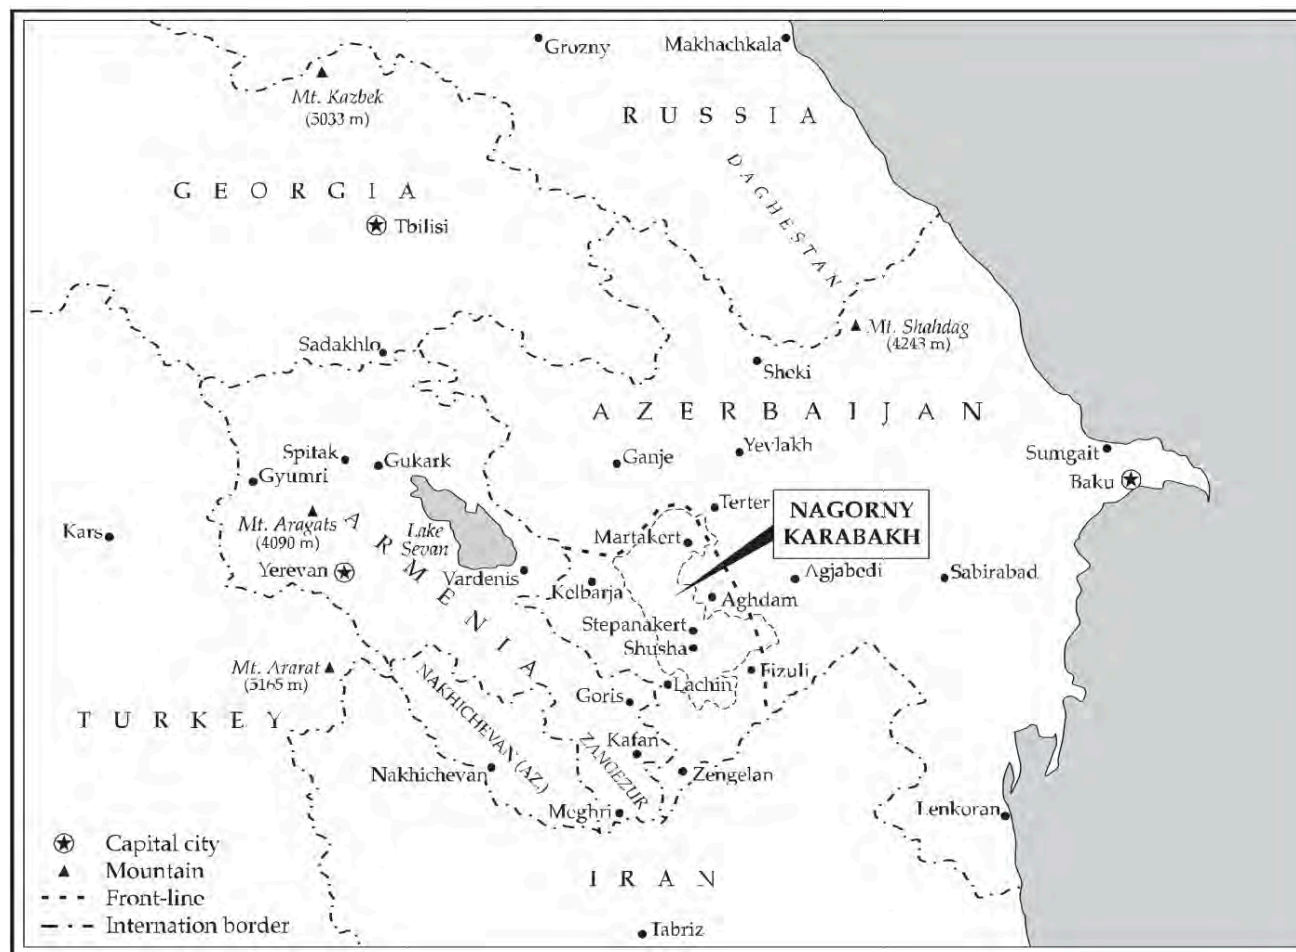 Grozny
Makhachkala
Mt. Kazbek
(5033 m)
R U S S I A
D A G H E S T A N
G E O R G I A
Tbilisi
Mt. Shahdag
(4243 m)
Sadakhlo
Sheki
A Z E R B A I J A N
Spitak
Gukark
Gyumri
Ganje
Yevlakh
Sumgait
Baku
Terter
NAGORNY
KARABAKH
Mt. Aragats
(4090 m)
Lake
Sevan
A R M E N I A
Kars
Martakert
Yerevan
Vardenis
Kelbarja
Agjabedi
Sabirabad
Aghdam
Stepanakert
Shusha
Mt. Ararat
(5165 m)
NAKHICHEVAN (AZ.)
Goris
Lachin
Fizuli
T U R K E Y
Kafan
ZANGEZUR
Nakhichevan
Zengelan
Meghri
Lenkoran
Capital city
Mountain
Front-line
Internation border
I R A N
Tabriz